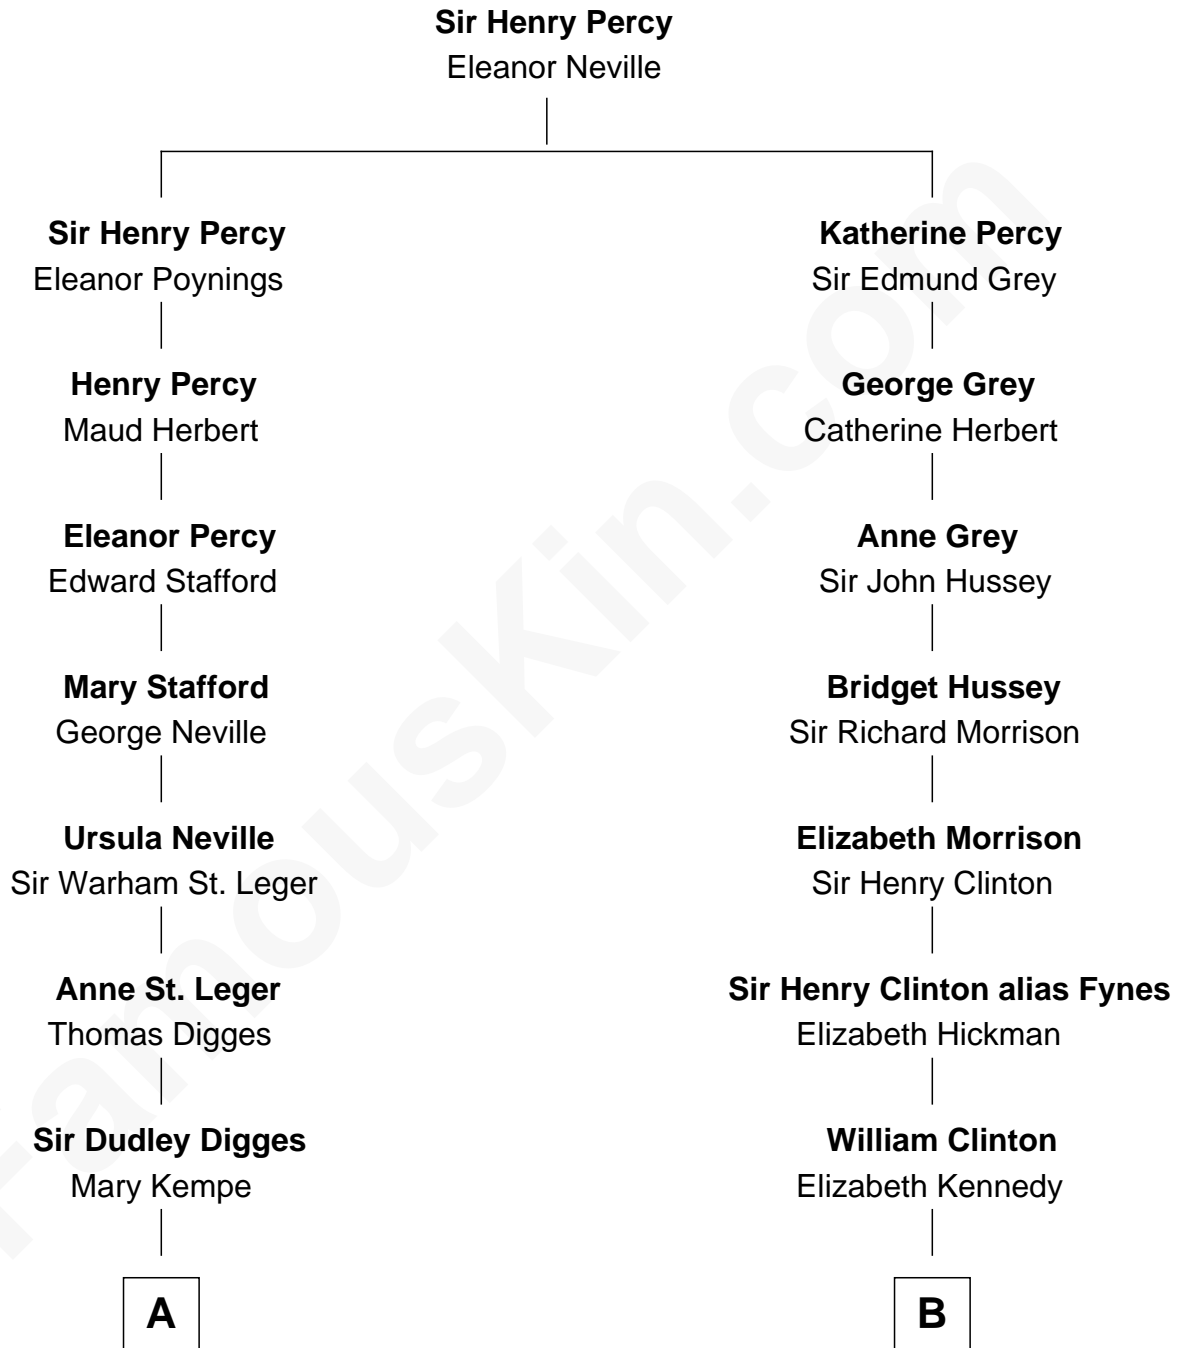 Sir Henry Percy
Eleanor Neville
Sir Henry Percy
Eleanor Poynings
Katherine Percy
Sir Edmund Grey
Henry Percy
Maud Herbert
George Grey
Catherine Herbert
Eleanor Percy
Edward Stafford
Anne Grey
Sir John Hussey
Mary Stafford
George Neville
Bridget Hussey
Sir Richard Morrison
Ursula Neville
Sir Warham St. Leger
Elizabeth Morrison
Sir Henry Clinton
Anne St. Leger
Thomas Digges
Sir Henry Clinton alias Fynes
Elizabeth Hickman
Sir Dudley Digges
Mary Kempe
William Clinton
Elizabeth Kennedy
A
B
FamousKin.com